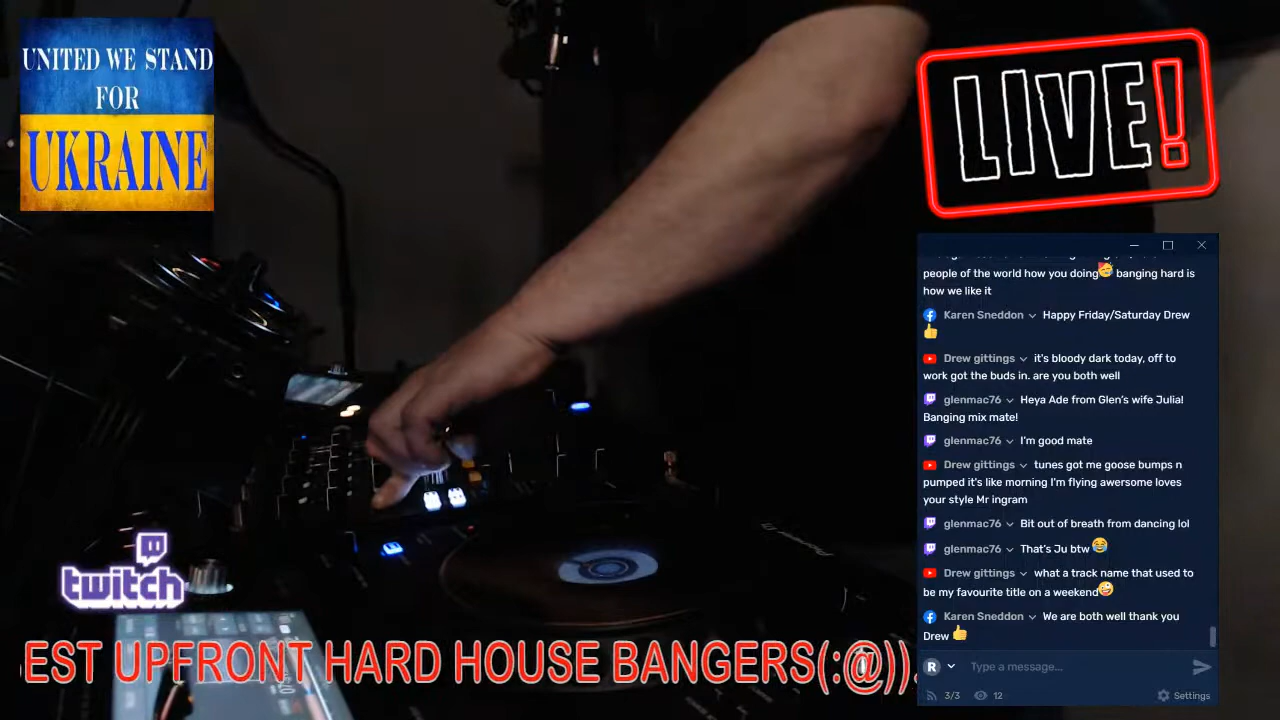 UNITED WE STAND
FOR
UKRAINE
LIVE!
people of the world how you doing🥳 banging hard is
how we like it
Karen Sneddon Happy Friday/Saturday Drew
👍
Drew gittings it's bloody dark today, off to
work got the buds in. are you both well
glenmac76 Heya Ade from Glen's wife Julia!
Banging mix mate!
glenmac76 I'm good mate
Drew gittings tunes got me goose bumps n
pumped it's like morning I'm flying awersome loves
your style Mr ingram
glenmac76 Bit out of breath from dancing lol
glenmac76 That's Ju btw 😂
Drew gittings what a track name that used to
be my favourite title on a weekend🤪
Karen Sneddon We are both well thank you
Drew 👍
R Type a message...
3/3 12 Settings
twitch
EST UPFRONT HARD HOUSE BANGERS(:@)).